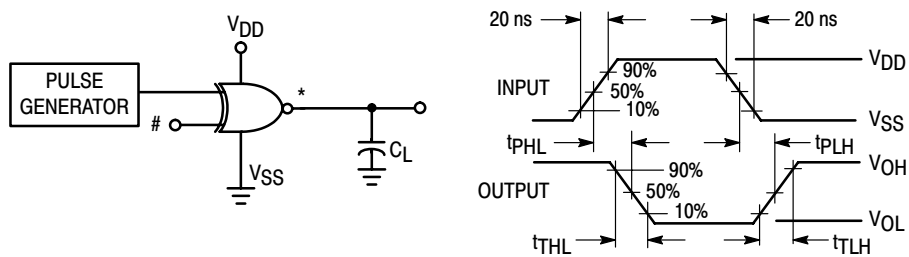 VDD
PULSE
GENERATOR
*
#
CL
VSS
20 ns
20 ns
INPUT
90%
50%
10%
VDD
VSS
tPHL
tPLH
OUTPUT
90%
50%
10%
VOH
VOL
tTHL
tTLH